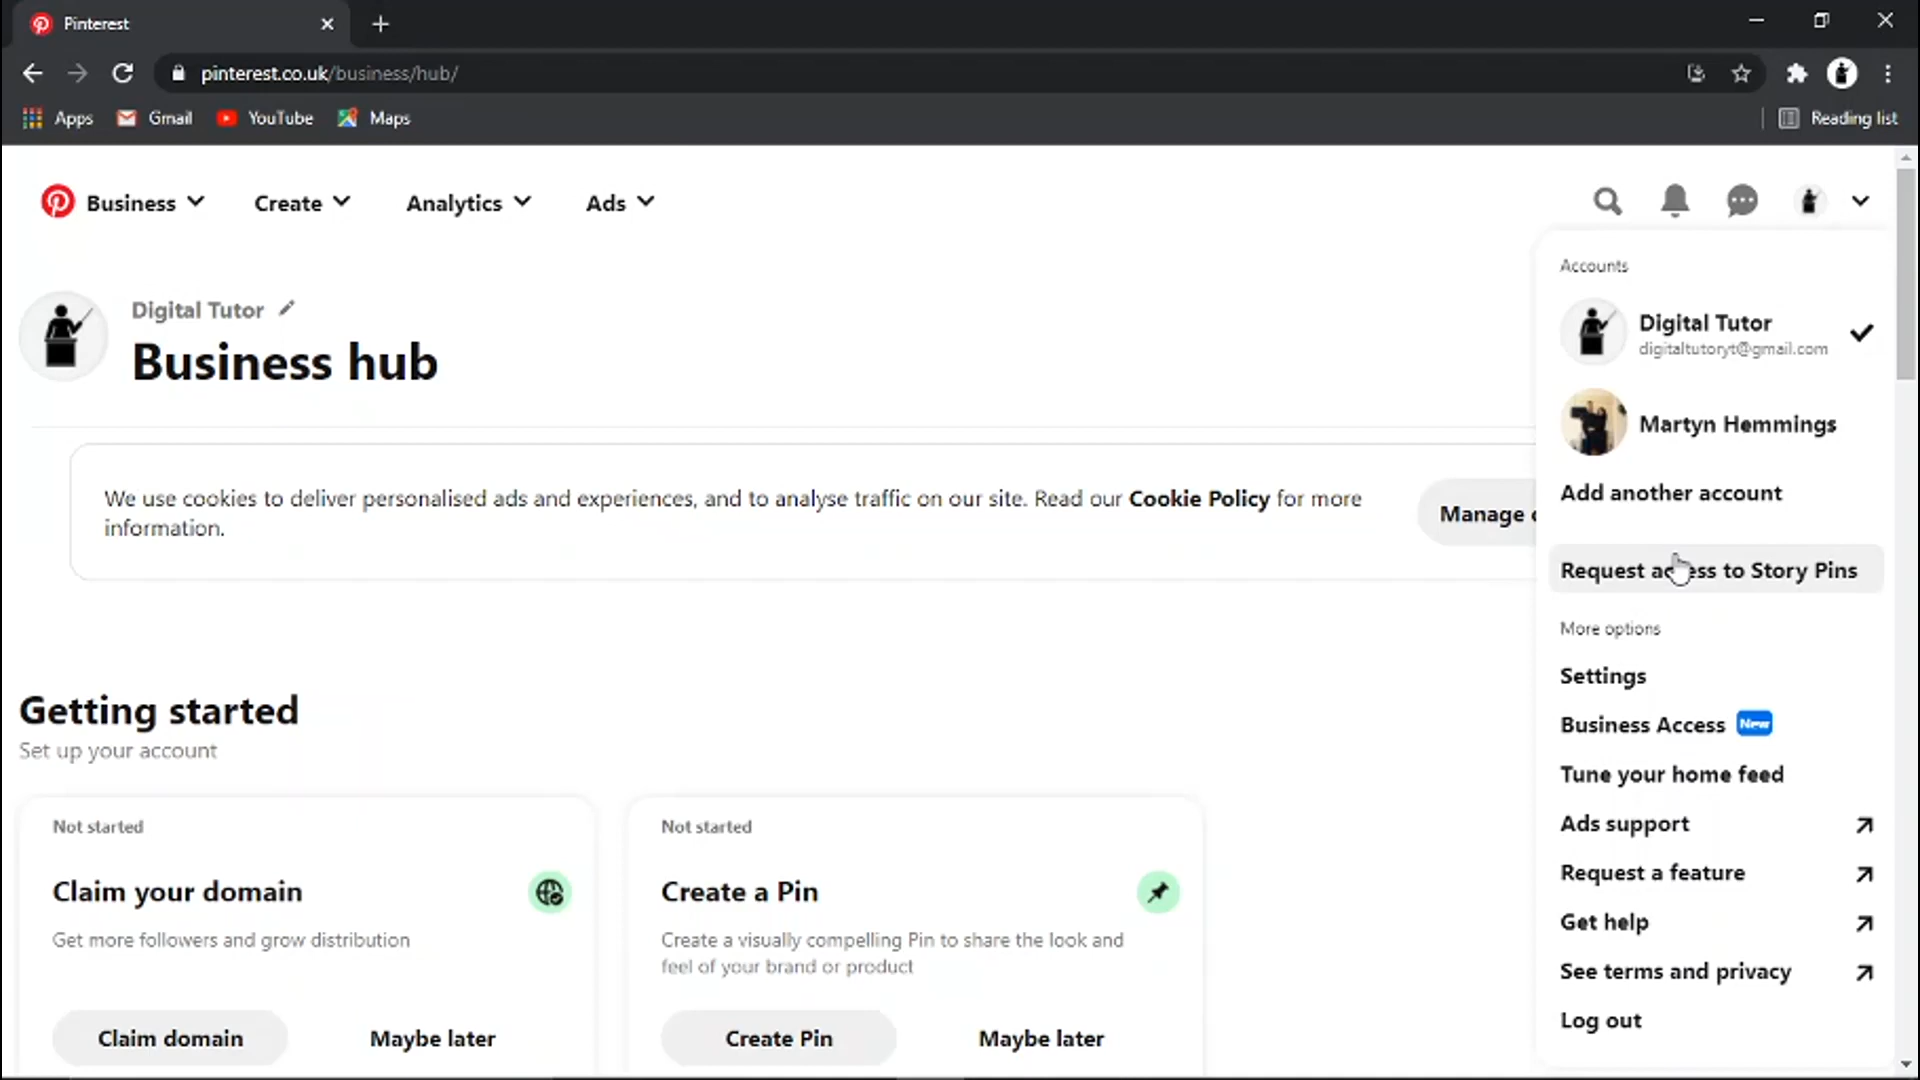 Pinterest
pinterest.co.uk/business/hub/
Apps
Gmail
YouTube
Maps
Reading list
Business
Create
Analytics
Ads
Digital Tutor
Business hub
We use cookies to deliver personalised ads and experiences, and to analyse traffic on our site. Read our Cookie Policy for more
information.
Manage
Getting started
Set up your account
Not started
Claim your domain
Get more followers and grow distribution
Claim domain
Maybe later
Not started
Create a Pin
Create a visually compelling Pin to share the look and
feel of your brand or product
Create Pin
Maybe later
Accounts
Digital Tutor
digitaltutoryt@gmail.com
Martyn Hemmings
Add another account
Request access to Story Pins
More options
Settings
Business Access New
Tune your home feed
Ads support
Request a feature
Get help
See terms and privacy
Log out